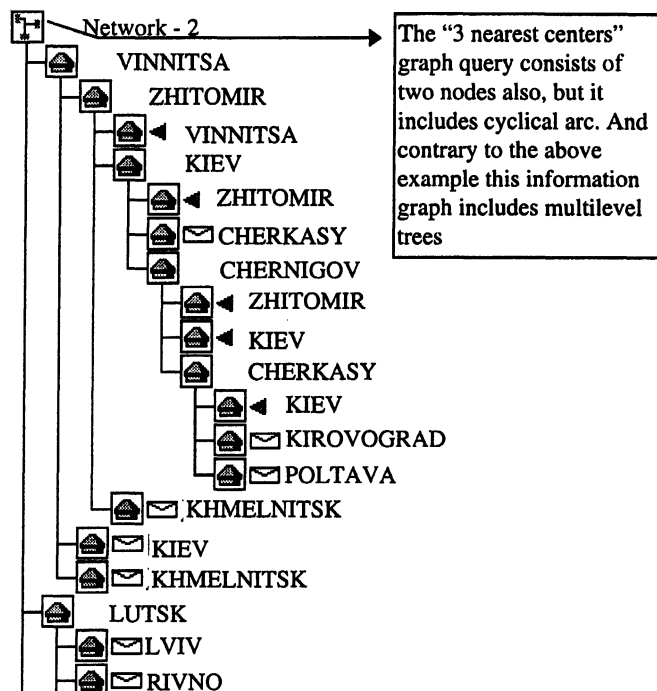 Network - 2
The “3 nearest centers”
graph query consists of
two nodes also, but it
includes cyclical arc. And
contrary to the above
example this information
graph includes multilevel
trees
VINNITSA
ZHITOMIR
VINNITSA
KIEV
ZHITOMIR
CHERKASY
CHERNIGOV
ZHITOMIR
KIEV
CHERKASY
KIEV
KIROVOGRAD
POLTAVA
KHMELNITSK
KIEV
KHMELNITSK
LUTSK
LVIV
RIVNO